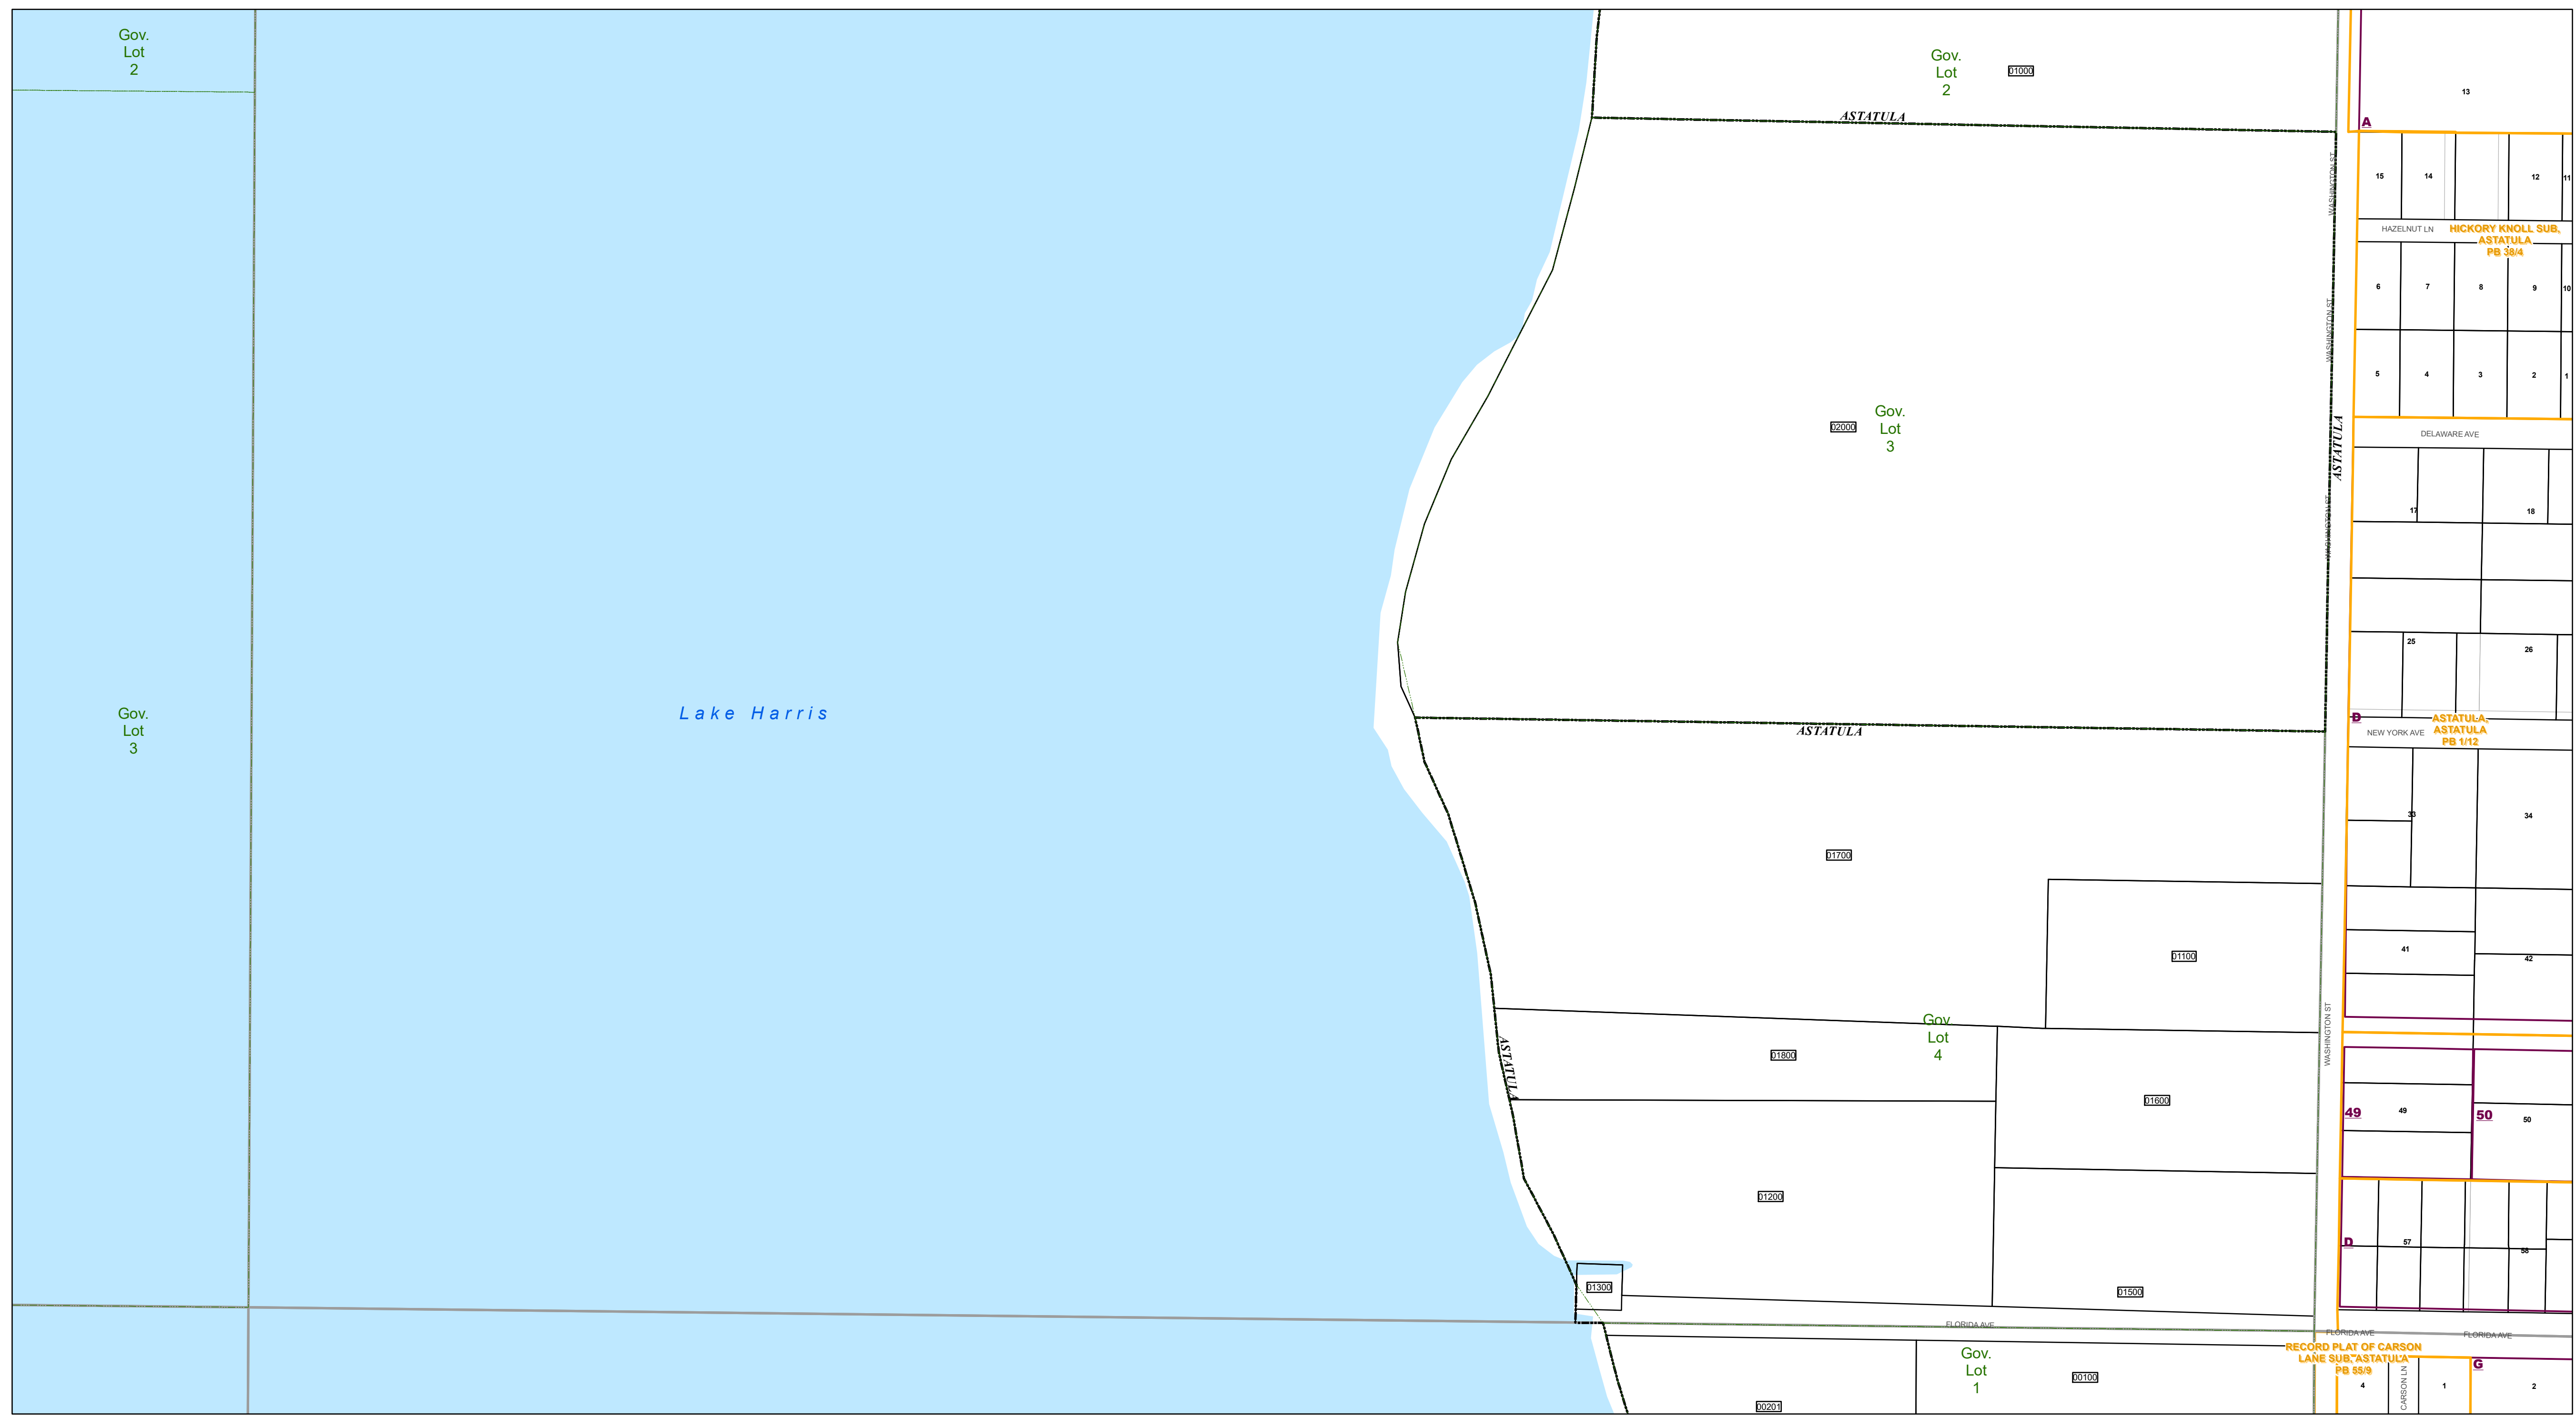 Gov.
Lot
2
Gov.
Lot
2
01000
13
A
ASTATULA
WASHINGTON ST
15
14
12
11
HAZELNUT LN
HICKORY KNOLL SUB,
ASTATULA
PB 38/4
6
7
8
9
10
WASHINGTON ST
5
4
3
2
1
Gov.
Lot
3
02000
ASTATULA
DELAWARE AVE
WASHINGTON ST
17
18
25
26
Gov.
Lot
3
Lake Harris
ASTATULA
D
ASTATULA,
ASTATULA
PB 1/12
NEW YORK AVE
33
34
01700
01100
41
42
Gov.
Lot
4
WASHINGTON ST
01800
ASTATULA
01600
49
49
50
50
01200
D
57
58
01300
01500
FLORIDA AVE
FLORIDA AVE
FLORIDA AVE
RECORD PLAT OF CARSON
LANE SUB, ASTATULA
PB 55/9
Gov.
Lot
1
00100
G
4
CARSON LN
1
2
00201